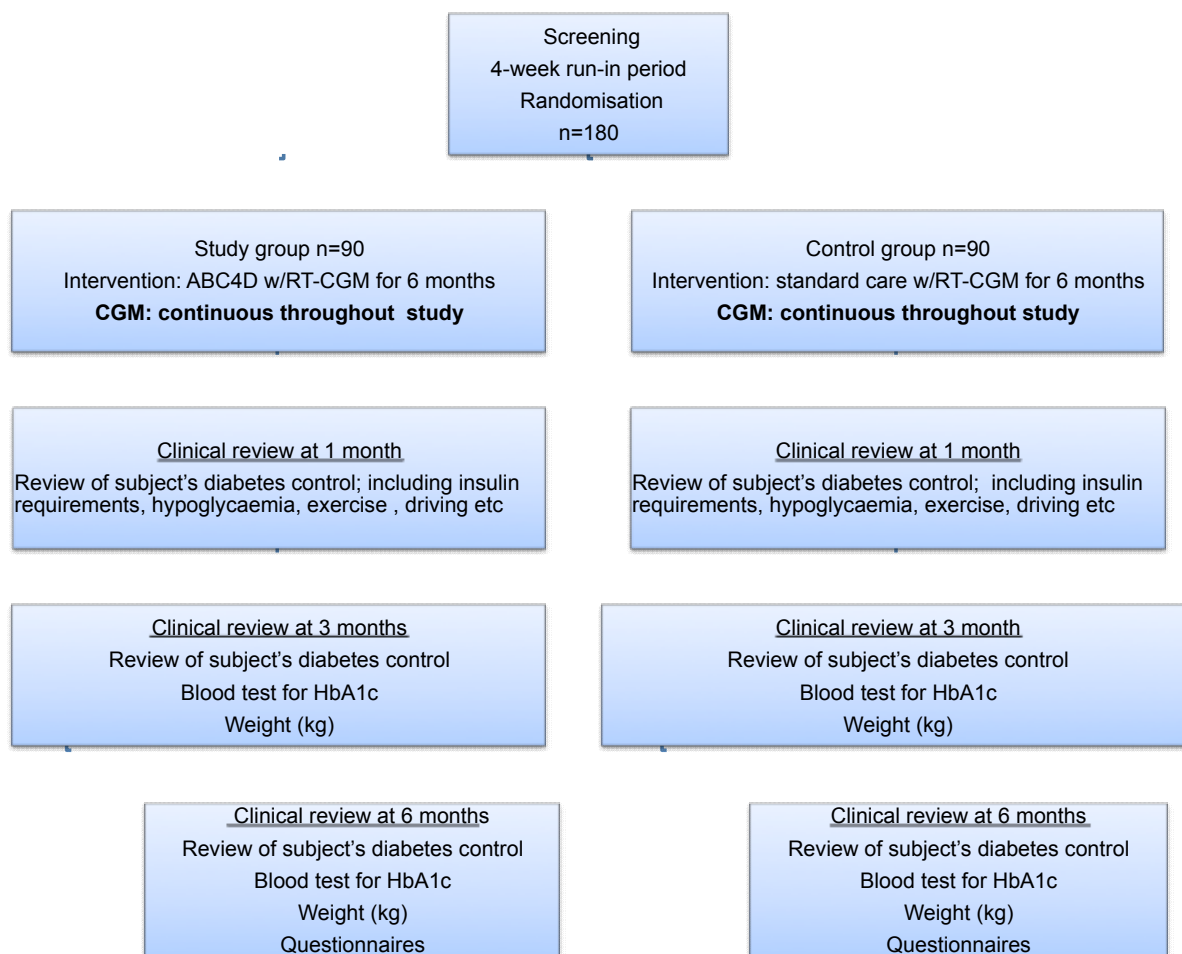 Screening
4-week run-in period
Randomisation
n=180
Study group n=90
Intervention: ABC4D w/RT-CGM for 6 months
CGM: continuous throughout  study
Control group n=90
Intervention: standard care w/RT-CGM for 6 months
CGM: continuous throughout study
Clinical review at 1 month
Review of subject’s diabetes control; including insulin
requirements, hypoglycaemia, exercise , driving etc
Clinical review at 1 month
Review of subject’s diabetes control;  including insulin
requirements, hypoglycaemia, exercise, driving etc
Clinical review at 3 months
Review of subject’s diabetes control
Blood test for HbA1c
Weight (kg)
Clinical review at 3 month
Review of subject’s diabetes control
Blood test for HbA1c
Weight (kg)
Clinical review at 6 months
Review of subject’s diabetes control
Blood test for HbA1c
Weight (kg)
Questionnaires
Clinical review at 6 months
Review of subject’s diabetes control
Blood test for HbA1c
Weight (kg)
Questionnaires